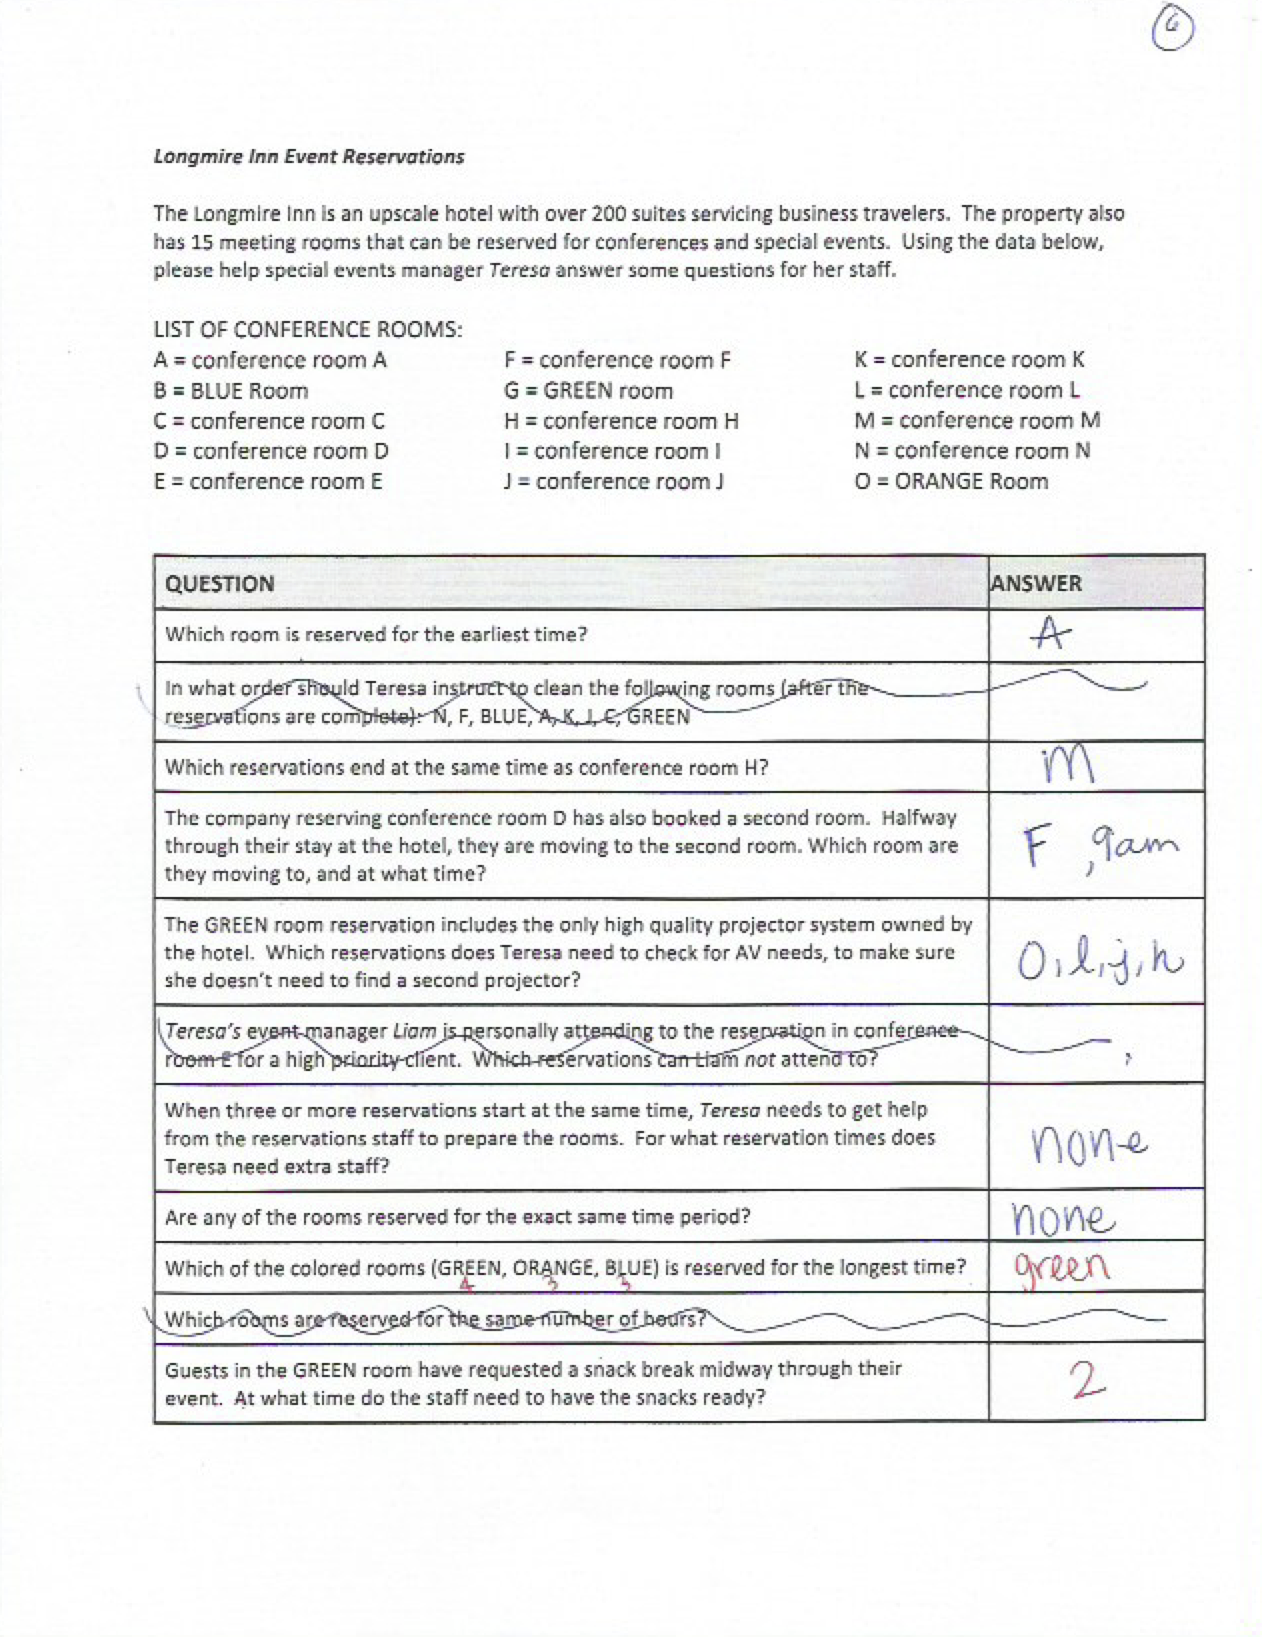 6
Longmire Inn Event Reservations
The Longmire Inn is an upscale hotel with over 200 suites servicing business travelers. The property also
has 15 meeting rooms that can be reserved for conferences and special events. Using the data below,
please help special events manager Teresa answer some questions for her staff.
LIST OF CONFERENCE ROOMS:
A = conference room A F = conference room F K = conference room K
B = BLUE Room G = GREEN room L = conference room L
C = conference room C H = conference room H M = conference room M
D = conference room D I = conference room I N = conference room N
E = conference room E J = conference room J O = ORANGE Room
QUESTION ANSWER
Which room is reserved for the earliest time? A
In what order should Teresa instruct to clean the following rooms (after the
reservations are complete): N, F, BLUE, A, K, J, C, GREEN
Which reservations end at the same time as conference room H? m
The company reserving conference room D has also booked a second room. Halfway
through their stay at the hotel, they are moving to the second room. Which room are
they moving to, and at what time?
F, 9am
The GREEN room reservation includes the only high quality projector system owned by
the hotel. Which reservations does Teresa need to check for AV needs, to make sure
she doesn't need to find a second projector?
O, l, j, h
Teresa's event manager Liam is personally attending to the reservation in conference
room E for a high priority client. Which reservations can Liam not attend to?
?
When three or more reservations start at the same time, Teresa needs to get help
from the reservations staff to prepare the rooms. For what reservation times does
Teresa need extra staff?
none
Are any of the rooms reserved for the exact same time period? none
Which of the colored rooms (GREEN, ORANGE, BLUE) is reserved for the longest time? green
4 3 3
Which rooms are reserved for the same number of hours?
Guests in the GREEN room have requested a snack break midway through their
event. At what time do the staff need to have the snacks ready?
2